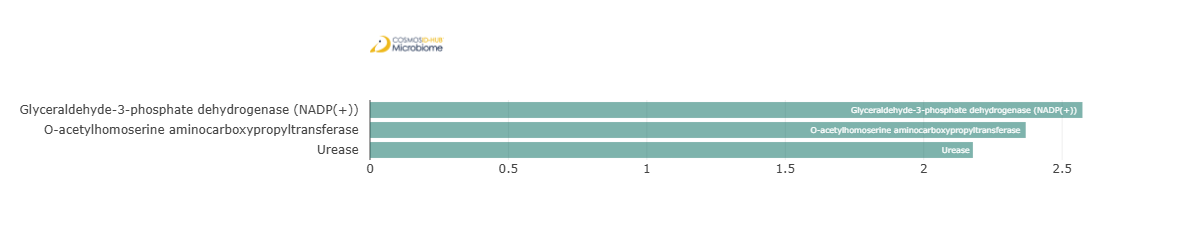 COSMOSID-HUB
Microbiome
Glyceraldehyde-3-phosphate dehydrogenase (NADP(+)) Glyceraldehyde-3-phosphate dehydrogenase (NADP(+))
O-acetylhomoserine aminocarboxypropyltransferase O-acetylhomoserine aminocarboxypropyltransferase
Urease Urease
0 0.5 1 1.5 2 2.5